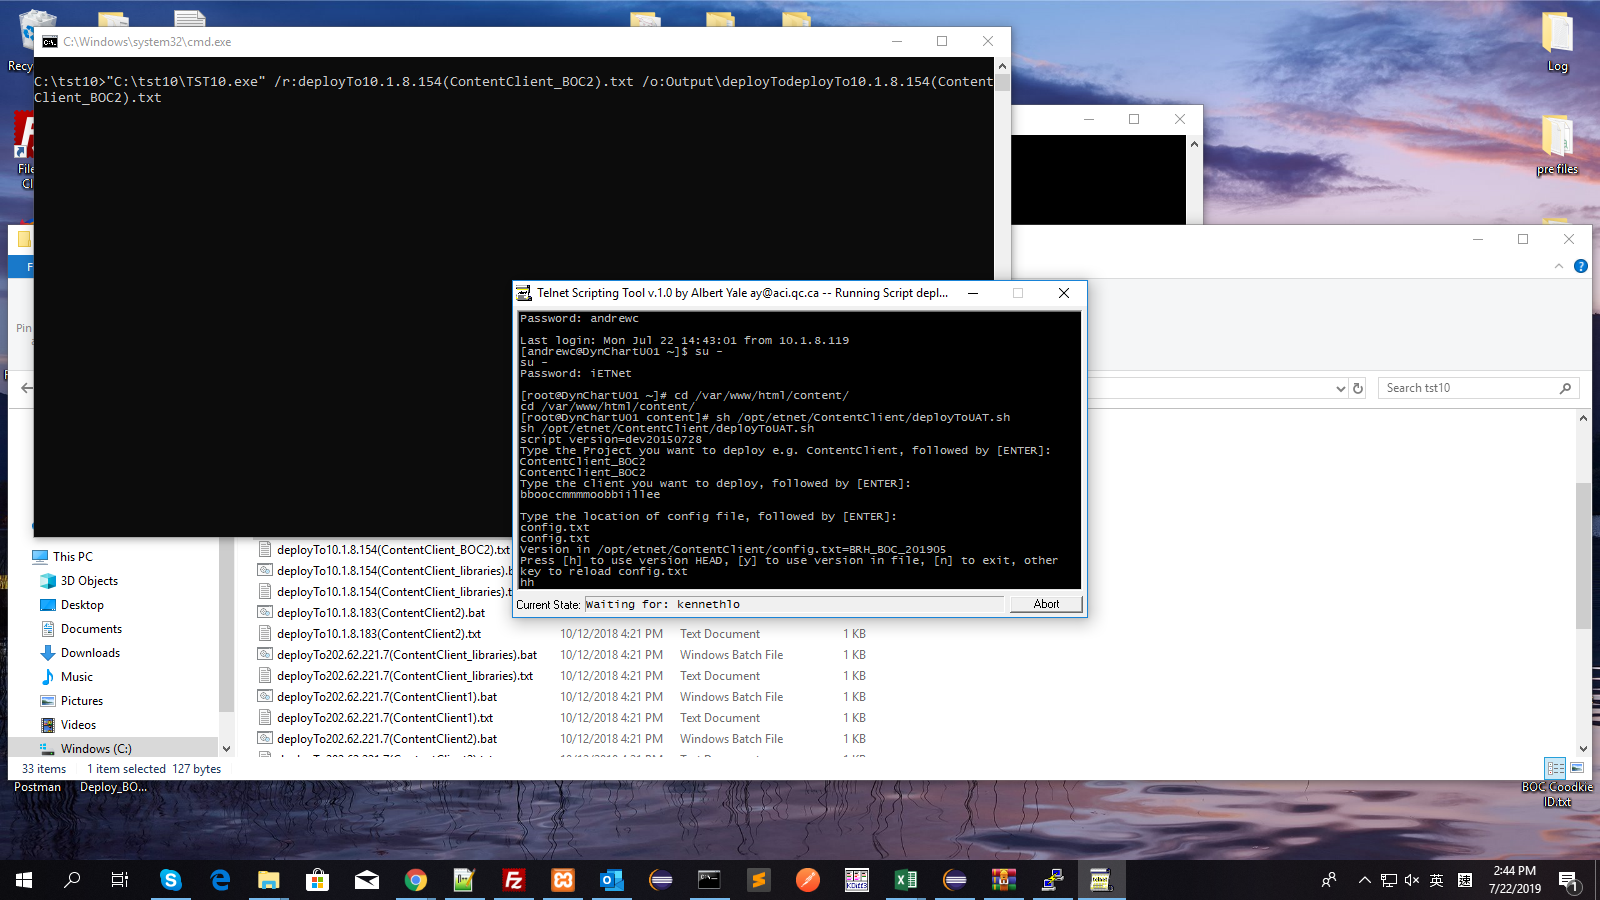 Recy
C:\Windows\system32\cmd.exe
C:\tst10>"C:\tst10\TST10.exe" /r:deployTo10.1.8.154(ContentClient_BOC2).txt /o:Output\deployTodeployTo10.1.8.154(Content
Client_BOC2).txt
Log
File
Cl
pre files
F
Pin
Search tst10
Telnet Scripting Tool v.1.0 by Albert Yale ay@aci.qc.ca -- Running Script depl...
Password: andrewc
Last login: Mon Jul 22 14:43:01 from 10.1.8.119
[andrewc@DynChartU01 ~]$ su -
su -
Password: iETNet
[root@DynChartU01 ~]# cd /var/www/html/content/
cd /var/www/html/content/
[root@DynChartU01 content]# sh /opt/etnet/ContentClient/deployToUAT.sh
sh /opt/etnet/ContentClient/deployToUAT.sh
script version=dev20150728
Type the Project you want to deploy e.g. ContentClient, followed by [ENTER]:
ContentClient_BOC2
ContentClient_BOC2
Type the client you want to deploy, followed by [ENTER]:
bbooccmmmmoobbiillee
Type the location of config file, followed by [ENTER]:
config.txt
config.txt
Version in /opt/etnet/ContentClient/config.txt=BRH_BOC_201905
Press [h] to use version HEAD, [y] to use version in file, [n] to exit, other
key to reload config.txt
hh
Current State: Waiting for: kennethlo Abort
This PC
3D Objects
Desktop
Documents
Downloads
Music
Pictures
Videos
Windows (C:)
deployTo10.1.8.154(ContentClient_BOC2).txt
deployTo10.1.8.154(ContentClient_libraries).b
deployTo10.1.8.154(ContentClient_libraries).t
deployTo10.1.8.183(ContentClient2).bat
deployTo10.1.8.183(ContentClient2).txt 10/12/2018 4:21 PM Text Document 1 KB
deployTo202.62.221.7(ContentClient_libraries).bat 10/12/2018 4:21 PM Windows Batch File 1 KB
deployTo202.62.221.7(ContentClient_libraries).txt 10/12/2018 4:21 PM Text Document 1 KB
deployTo202.62.221.7(ContentClient1).bat 10/12/2018 4:21 PM Windows Batch File 1 KB
deployTo202.62.221.7(ContentClient1).txt 10/12/2018 4:21 PM Text Document 1 KB
deployTo202.62.221.7(ContentClient2).bat 10/12/2018 4:21 PM Windows Batch File 1 KB
33 items 1 item selected 127 bytes
Postman Deploy_BO...
BOC Coodkie
ID.txt
英
2:44 PM
7/22/2019
1